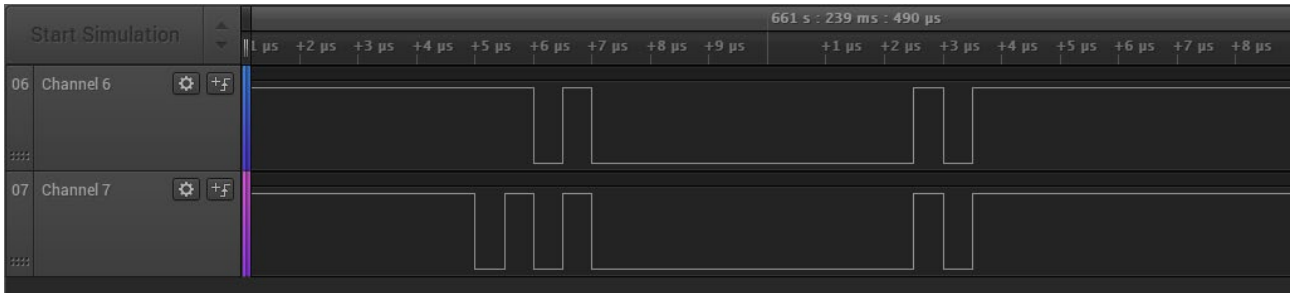 Start Simulation
661 s : 239 ms : 490 µs
1 µs +2 µs +3 µs +4 µs +5 µs +6 µs +7 µs +8 µs +9 µs +1 µs +2 µs +3 µs +4 µs +5 µs +6 µs +7 µs +8 µs
06 Channel 6
07 Channel 7